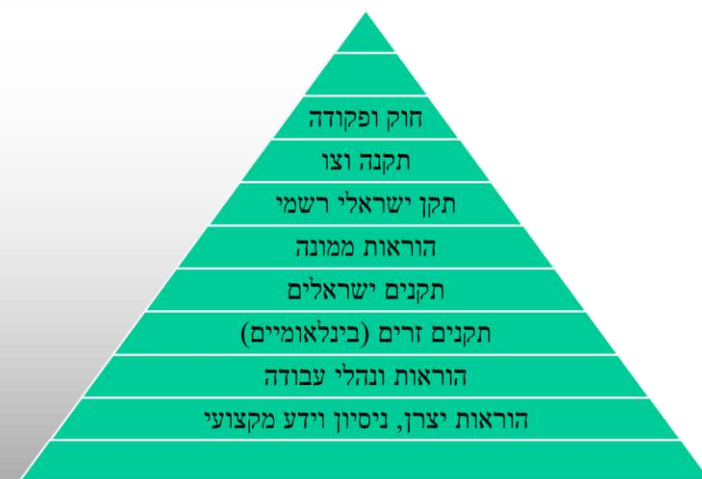 חוק ופקודה
תקנה וצו
תקן ישראלי רשמי
הוראות ממונה
תקנים ישראלים
תקנים זרים (בינלאומיים)
הוראות ונהלי עבודה
הוראות יצרן, ניסיון וידע מקצועי